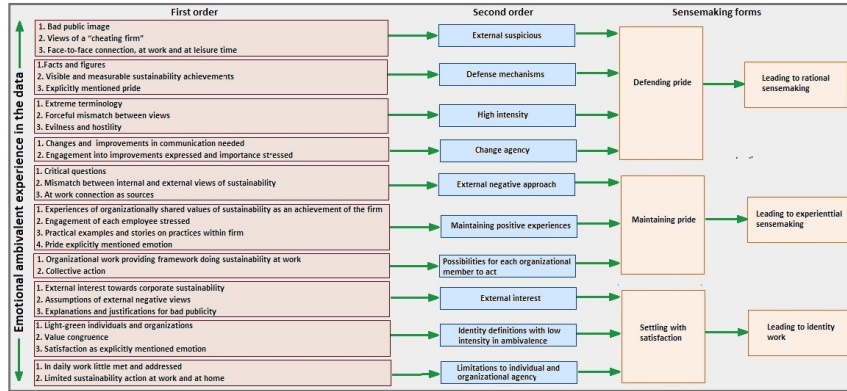 First order
Second order
Sensemaking forms
Emotional ambivalent experience in the data
1. Bad public image
2. Views of a "cheating firm"
3. Face-to-face connection, at work and at leisure time
External suspicious
1.Facts and figures
2. Visible and measurable sustainability achievements
3. Explicitly mentioned pride
Defense mechanisms
1. Extreme terminology
2. Forceful mismatch between views
3. Evilness and hostility
High intensity
1. Changes and improvements in communication needed
2. Engagement into improvements expressed and importance stressed
Change agency
Defending pride
Leading to rational
sensemaking
1. Critical questions
2. Mismatch between internal and external views of sustainability
3. At work connection as sources
External negative approach
1. Experiences of organizationally shared values of sustainability as an achievement of the firm
2. Engagement of each employee stressed
3. Practical examples and stories on practices within firm
4. Pride explicitly mentioned emotion
Maintaining positive experiences
1. Organizational work providing framework doing sustainability at work
2. Collective action
Possibilities for each organizational
member to act
Maintaining pride
Leading to experienttial
sensemaking
1. External interest towards corporate sustainability
2. Assumptions of external negative views
3. Explanations and justifications for bad publicity
External interest
1. Light-green individuals and organizations
2. Value congruence
3. Satisfaction as explicitly mentioned emotion
Identity definitions with low
intensity in ambivalence
1. In daily work little met and addressed
2. Limited sustainability action at work and at home
Limitations to individual and
organizational agency
Settling with
satisfaction
Leading to identity
work